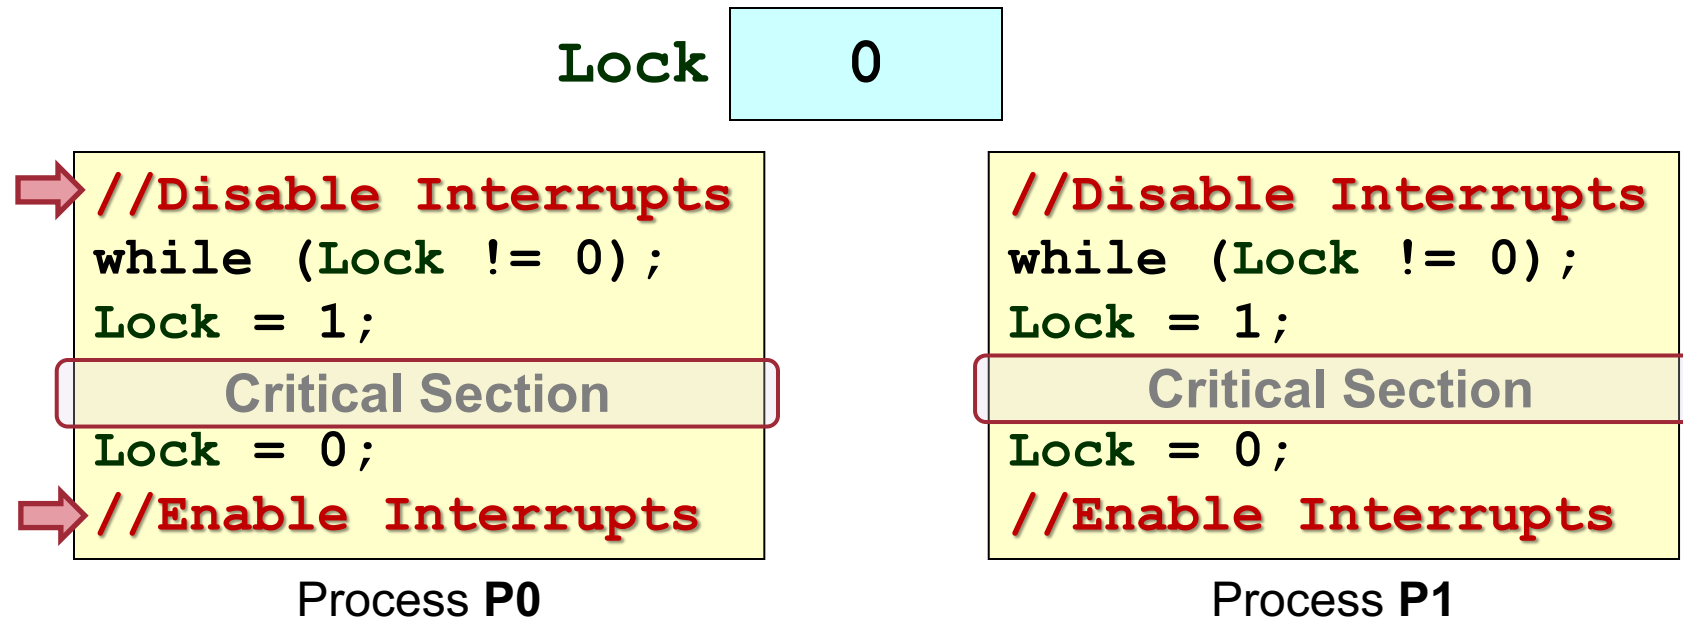 Lock 0
//Disable Interrupts
while (Lock != 0);
Lock = 1;
Critical Section
Lock = 0;
//Enable Interrupts
Process P0
//Disable Interrupts
while (Lock != 0);
Lock = 1;
Critical Section
Lock = 0;
//Enable Interrupts
Process P1